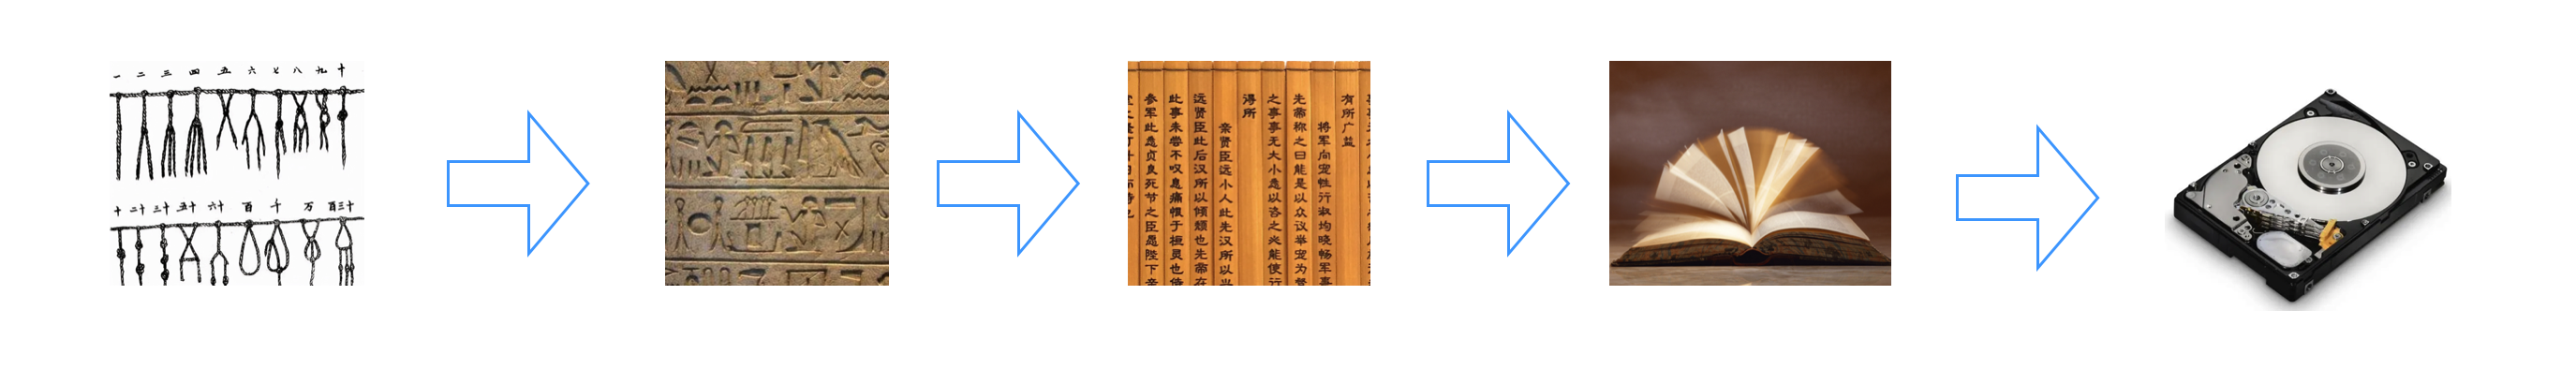 一 二 三 四 五 六 七 八 九 十
十 二十 三十 五十 六十 百 千 万 百三十
有所广益
将军向宠性行淑均晓畅军事
先帝称之曰能是以众议举宠为督
之事事无大小悉以咨之必能使行
得所
亲贤臣远小人此先汉所以兴
远贤臣此后汉所以倾颓也先帝在
此事未尝不叹息痛恨于桓灵也侍
参军此悉贞良死节之臣愿陛下亲